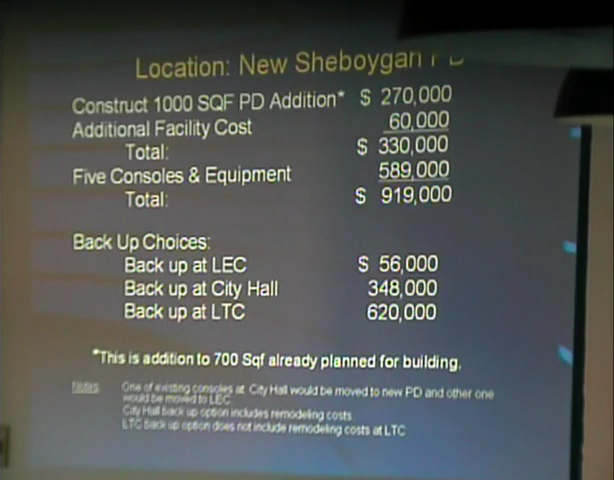 Location: New Sheboygan
Construct 1000 SQF PD Addition* $ 270,000
Additional Facility Cost 60,000
Total: $ 330,000
Five Consoles & Equipment 589,000
Total: $ 919,000
Back Up Choices:
Back up at LEC $ 56,000
Back up at City Hall 348,000
Back up at LTC 620,000
*This is addition to 700 Sqf already planned for building.
Notes One of existing consoles at City Hall would be moved to new PD and other one
would be moved to LEC
City Hall back up option includes remodeling costs
LTC back up option does not include remodeling costs at LTC